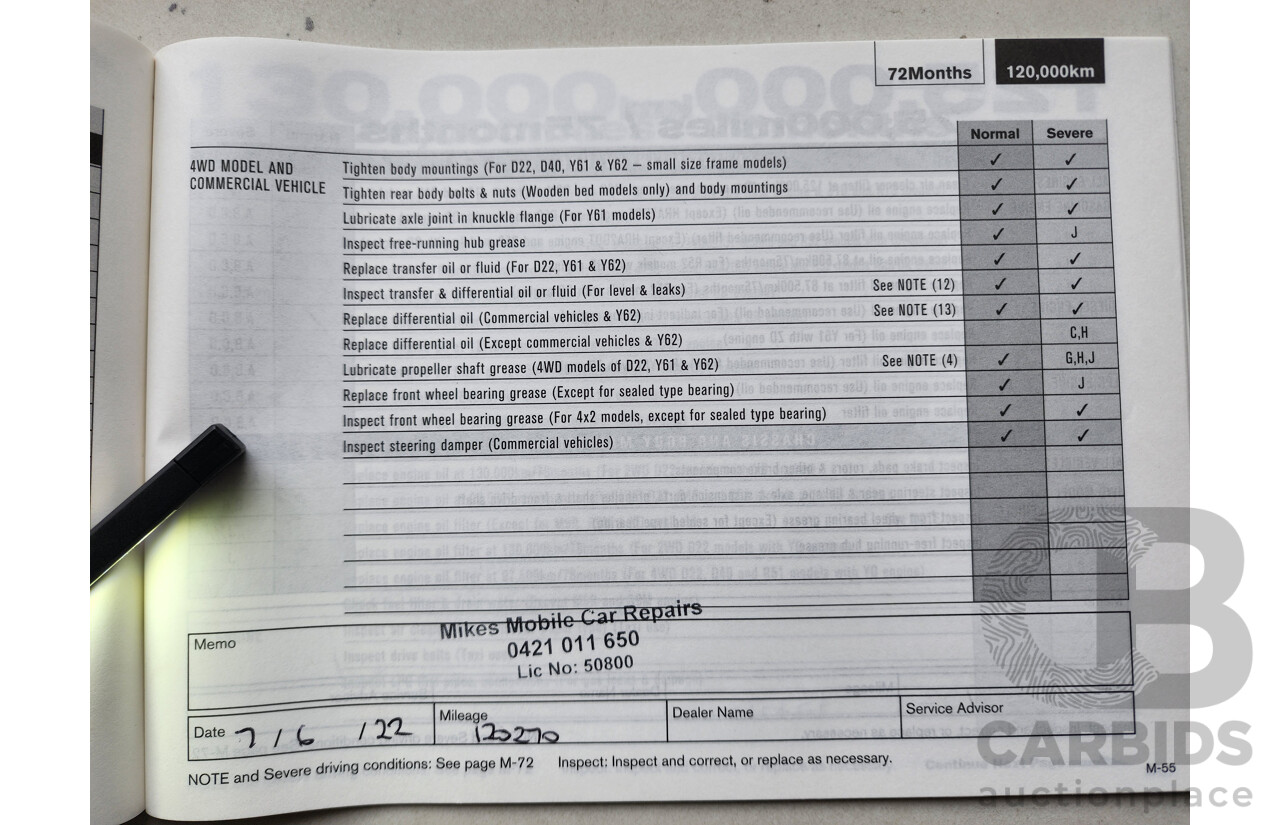 72Months 120,000km
Normal Severe
4WD MODEL AND
COMMERCIAL VEHICLE
Tighten body mountings (For D22, D40, Y61 & Y62 – small size frame models) ✓ ✓
Tighten rear body bolts & nuts (Wooden bed models only) and body mountings ✓ ✓
Lubricate axle joint in knuckle flange (For Y61 models) ✓ ✓
Inspect free-running hub grease ✓ J
Replace transfer oil or fluid (For D22, Y61 & Y62) ✓ ✓
Inspect transfer & differential oil or fluid (For level & leaks) See NOTE (12) ✓ ✓
Replace differential oil (Commercial vehicles & Y62) See NOTE (13) ✓ ✓
Replace differential oil (Except commercial vehicles & Y62) C,H
Lubricate propeller shaft grease (4WD models of D22, Y61 & Y62) See NOTE (4) ✓ G,H,J
Replace front wheel bearing grease (Except for sealed type bearing) ✓ J
Inspect front wheel bearing grease (For 4x2 models, except for sealed type bearing) ✓ ✓
Inspect steering damper (Commercial vehicles) ✓ ✓
Memo
Mikes Mobile Car Repairs
0421 011 650
Lic No: 50800
Date 7 / 6 / 22 Mileage 120270 Dealer Name Service Advisor
NOTE and Severe driving conditions: See page M-72 Inspect: Inspect and correct, or replace as necessary.
M-55
CB
CARBIDS
auctionplace